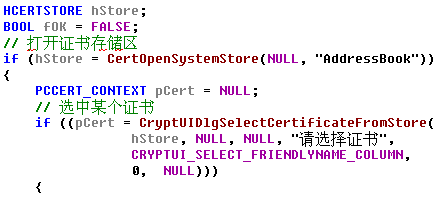 HCERTSTORE hStore;
BOOL fOK = FALSE;
// 打开证书存储区
if (hStore = CertOpenSystemStore(NULL, "AddressBook"))
{
PCCERT_CONTEXT pCert = NULL;
// 选中某个证书
if ((pCert = CryptUIDlgSelectCertificateFromStore(
hStore, NULL, NULL, "请选择证书",
CRYPTUI_SELECT_FRIENDLYNAME_COLUMN,
0, NULL)))
{